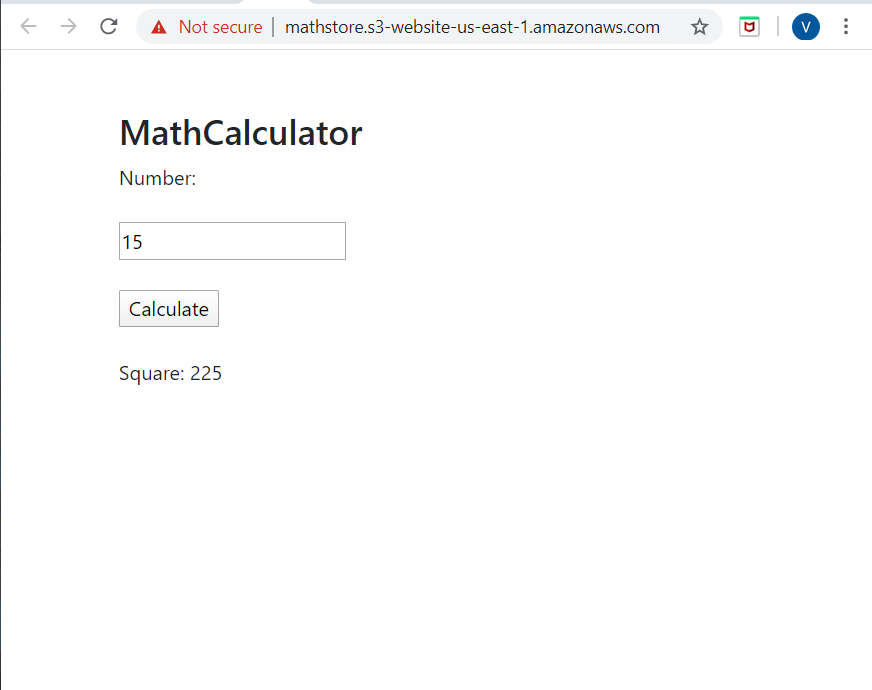 Not secure | mathstore.s3-website-us-east-1.amazonaws.com
V
MathCalculator
Number:
15
Calculate
Square: 225